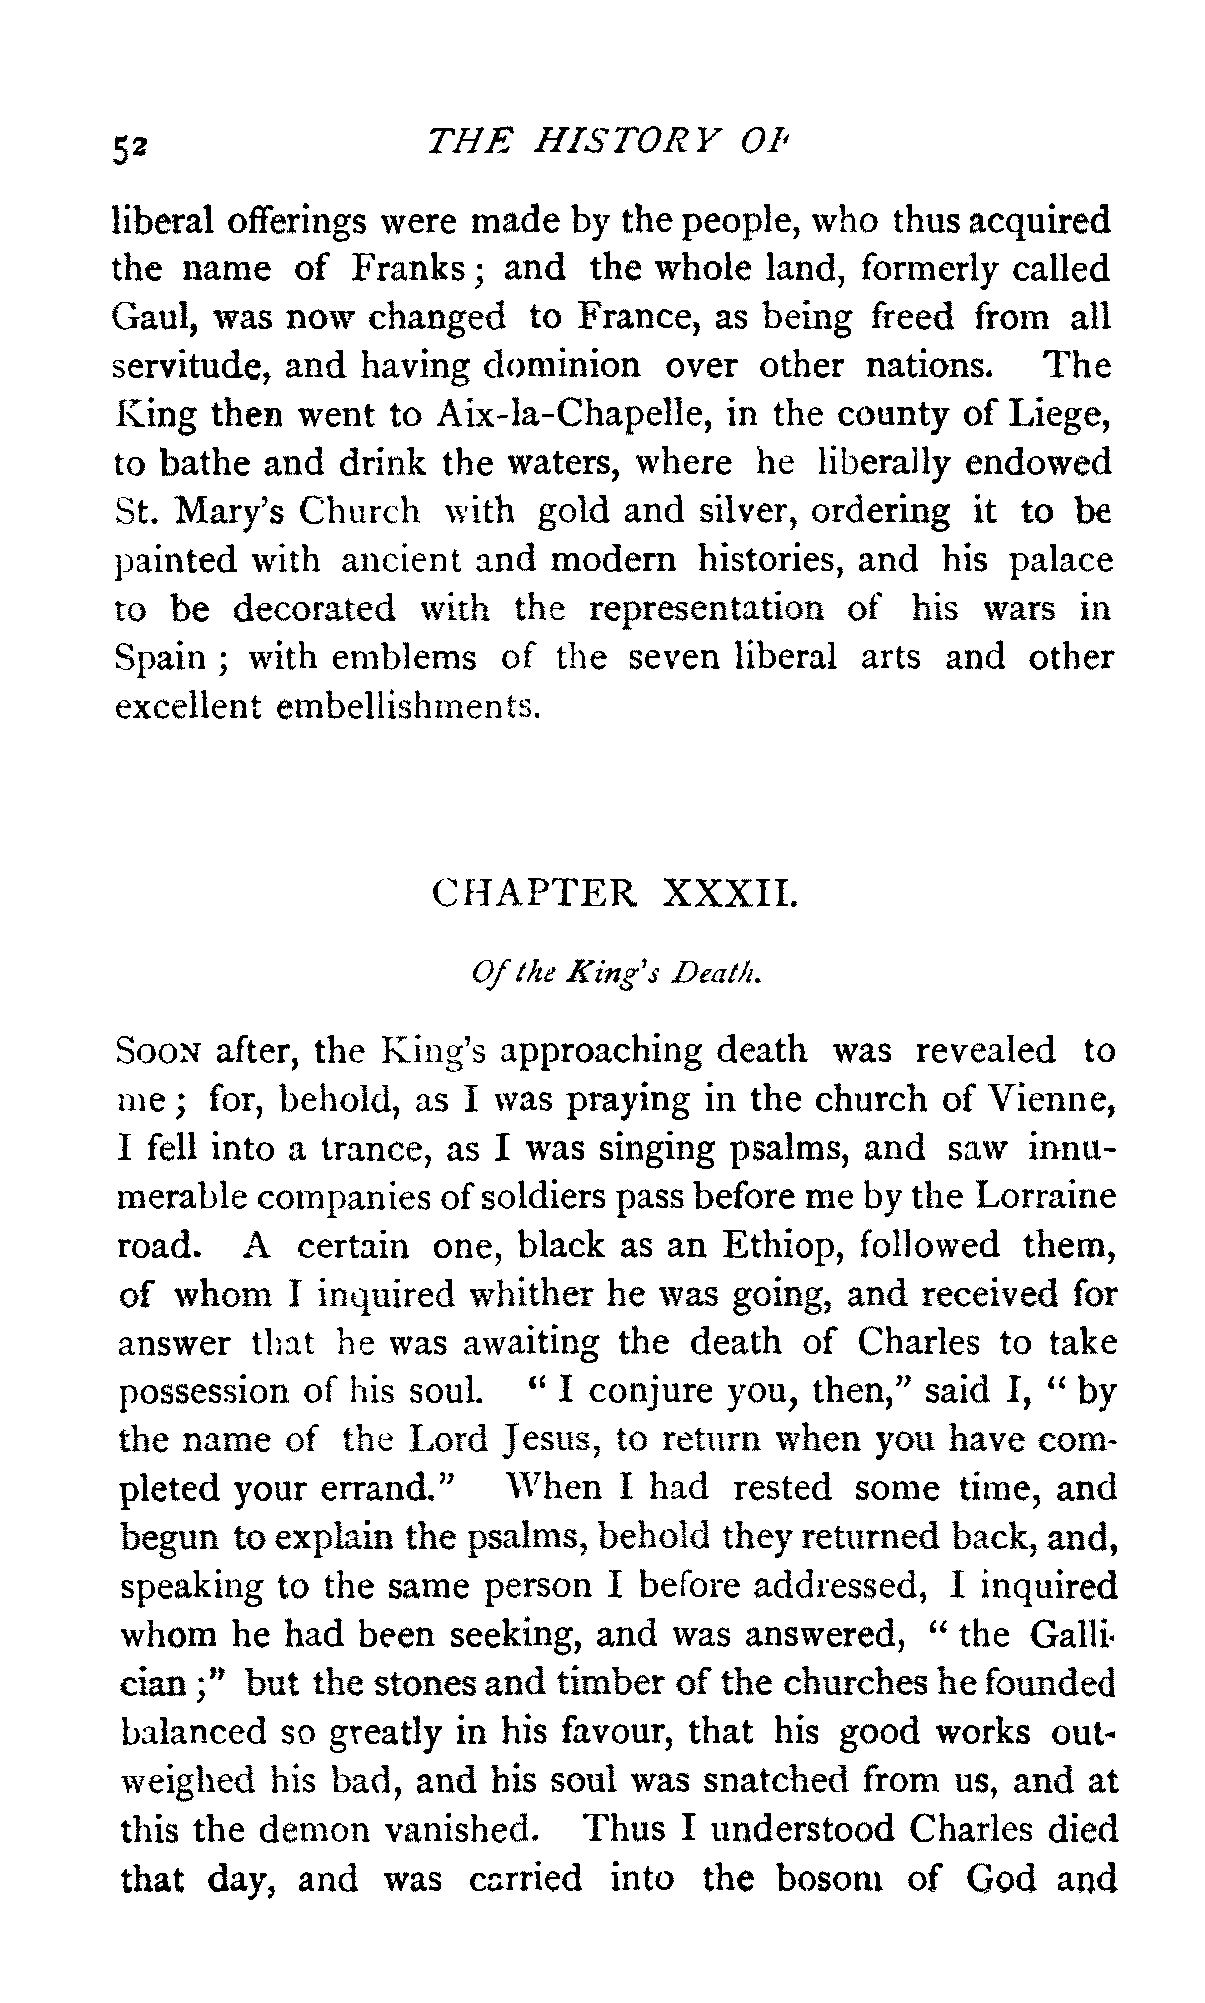 52 THE HISTORY OF
liberal offerings were made by the people, who thus acquired
the name of Franks ; and the whole land, formerly called
Gaul, was now changed to France, as being freed from all
servitude, and having dominion over other nations. The
King then went to Aix-la-Chapelle, in the county of Liege,
to bathe and drink the waters, where he liberally endowed
St. Mary's Church with gold and silver, ordering it to be
painted with ancient and modern histories, and his palace
to be decorated with the representation of his wars in
Spain ; with emblems of the seven liberal arts and other
excellent embellishments.
CHAPTER XXXII.
Of the King's Death.
SOON after, the King's approaching death was revealed to
me ; for, behold, as I was praying in the church of Vienne,
I fell into a trance, as I was singing psalms, and saw innu-
merable companies of soldiers pass before me by the Lorraine
road. A certain one, black as an Ethiop, followed them,
of whom I inquired whither he was going, and received for
answer that he was awaiting the death of Charles to take
possession of his soul. " I conjure you, then," said I, " by
the name of the Lord Jesus, to return when you have com-
pleted your errand." When I had rested some time, and
begun to explain the psalms, behold they returned back, and,
speaking to the same person I before addressed, I inquired
whom he had been seeking, and was answered, " the Galli-
cian ;" but the stones and timber of the churches he founded
balanced so greatly in his favour, that his good works out-
weighed his bad, and his soul was snatched from us, and at
this the demon vanished. Thus I understood Charles died
that day, and was carried into the bosom of God and